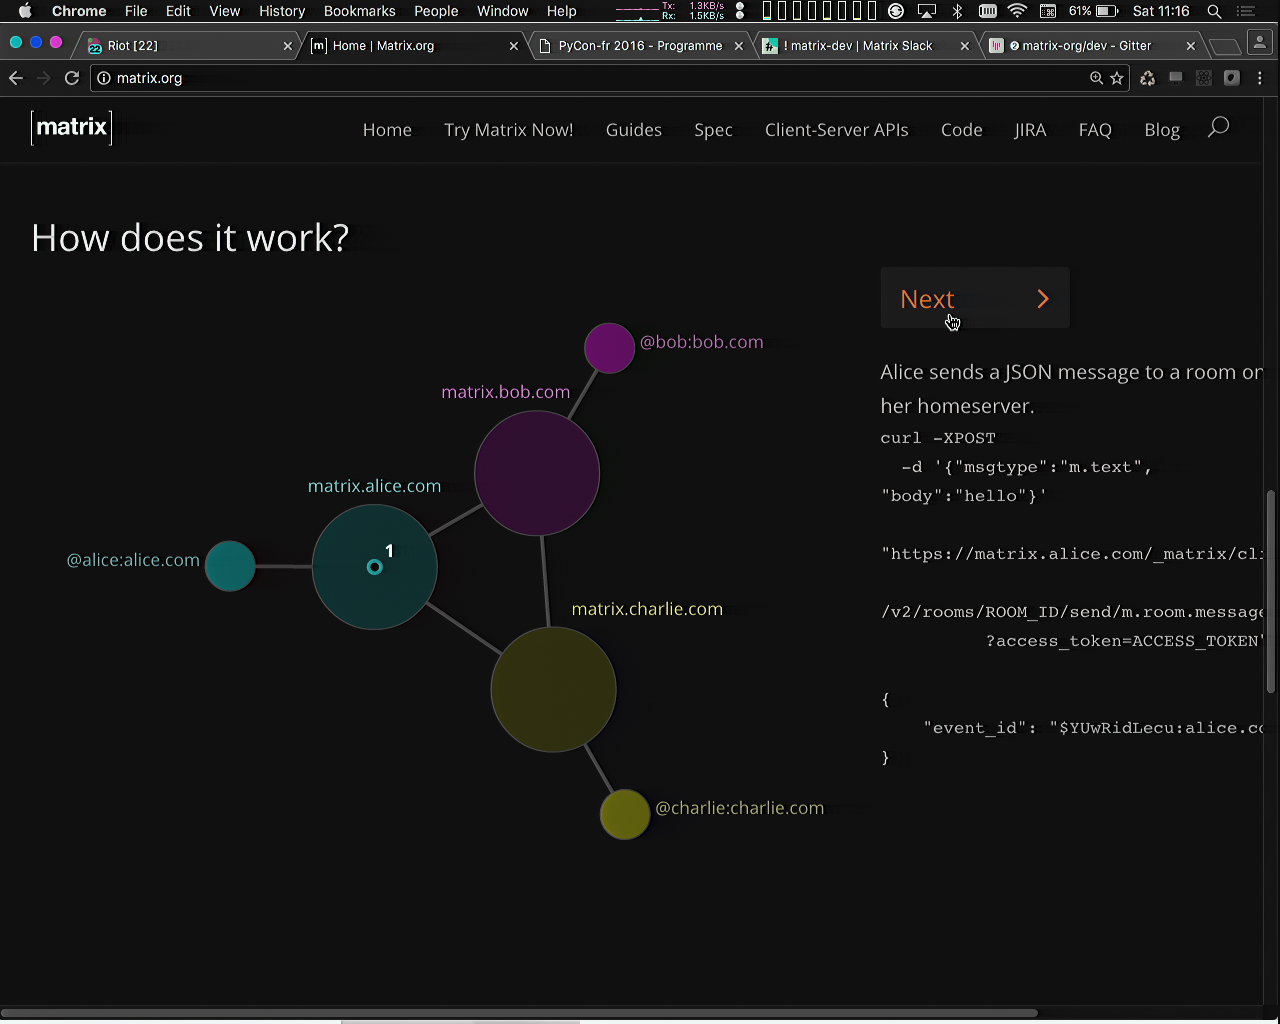 Chrome File Edit View History Bookmarks People Window Help Tx: 1.3KB/s Rx: 1.5KB/s 61% Sat 11:16
Riot [22] Home | Matrix.org PyCon-fr 2016 - Programme ! matrix-dev | Matrix Slack matrix-org/dev - Gitter
matrix.org
[matrix] Home Try Matrix Now! Guides Spec Client-Server APIs Code JIRA FAQ Blog
How does it work?
Next
@bob:bob.com
matrix.bob.com
matrix.alice.com
1
@alice:alice.com
matrix.charlie.com
@charlie:charlie.com
Alice sends a JSON message to a room on
her homeserver.
curl -XPOST
-d '{"msgtype":"m.text",
"body":"hello"}'
"https://matrix.alice.com/_matrix/cli
/v2/rooms/ROOM_ID/send/m.room.message
?access_token=ACCESS_TOKEN"
{
"event_id": "$YUwRidLecu:alice.co
}